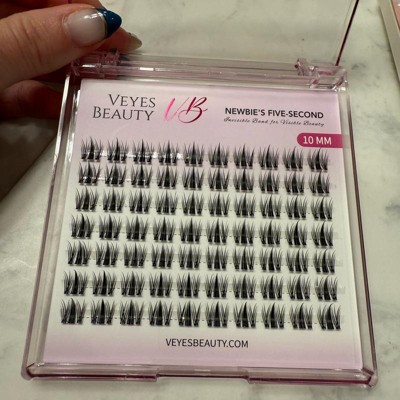 VEYES
BEAUTY
VB
NEWBIE'S FIVE-SECOND
Invisible Band for Visible Beauty
10 MM
VEYESBEAUTY.COM